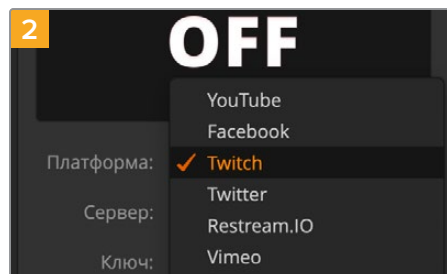 2
OFF
YouTube
Facebook
Платформа: ✓ Twitch
Twitter
Сервер:
Restream.IO
Ключ:
Vimeo